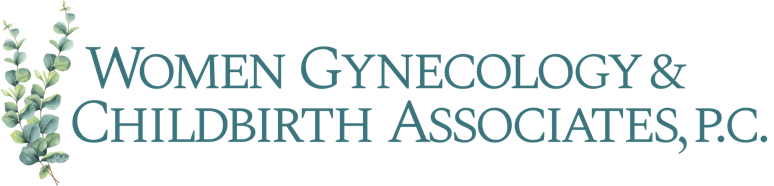 Women Gynecology &
Childbirth Associates, P.C.